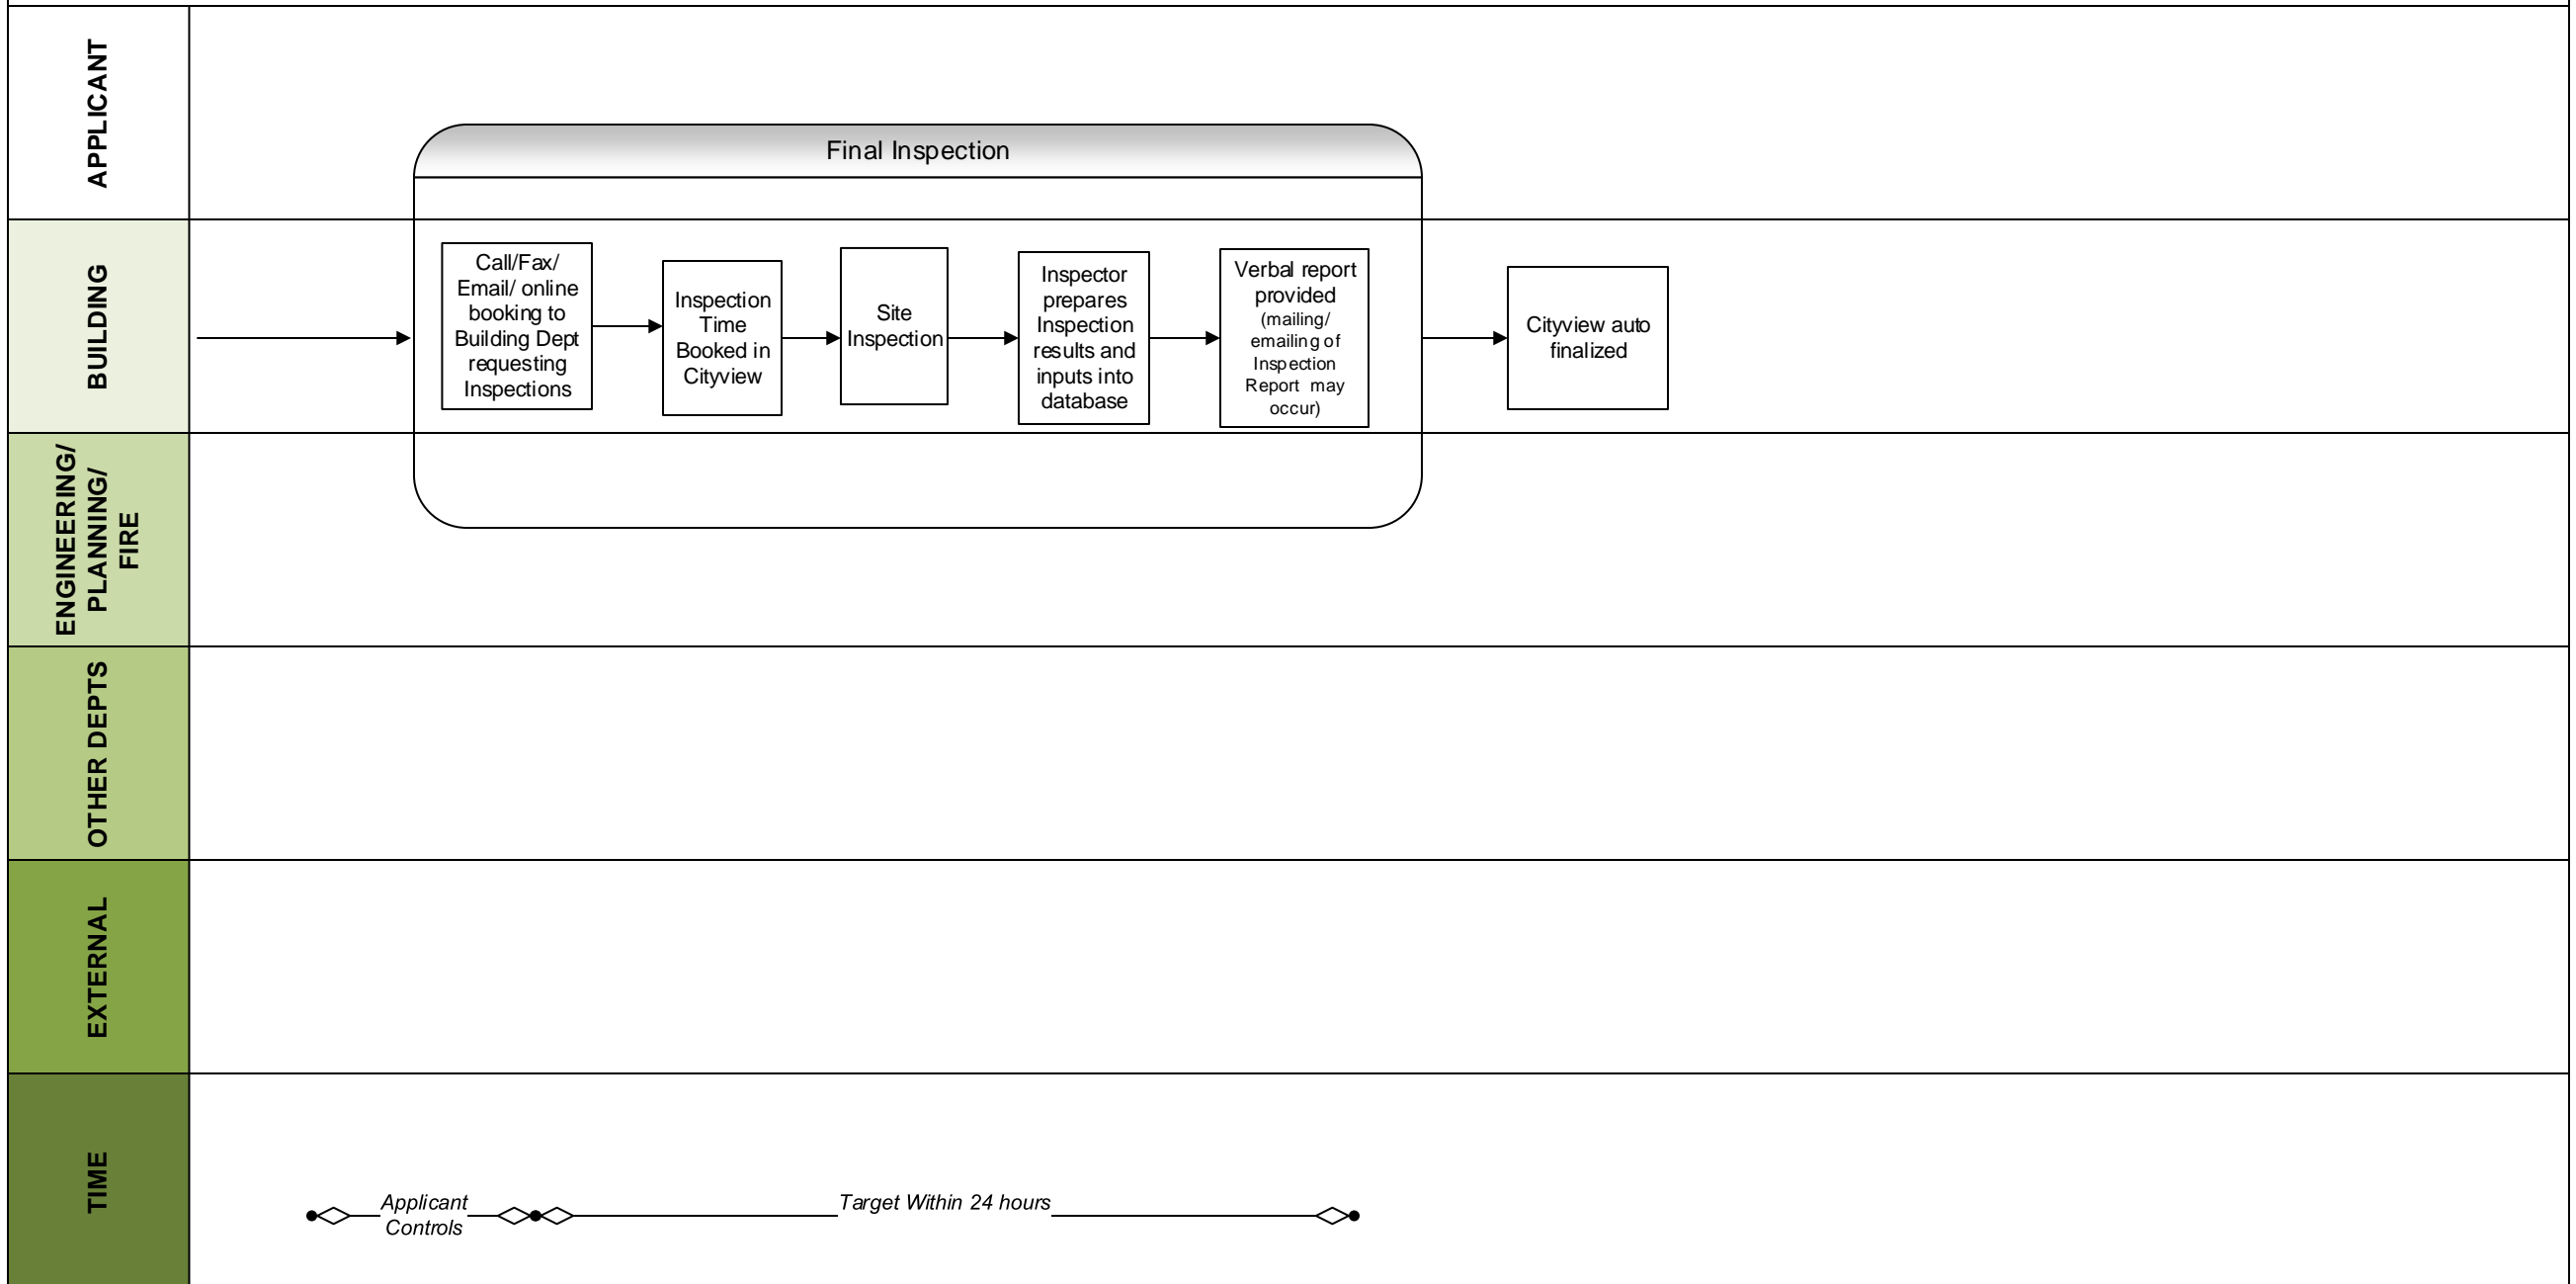 APPLICANT
Final Inspection
BUILDING
Call/Fax/
Email/ online
booking to
Building Dept
requesting
Inspections
Inspection
Time
Booked in
Cityview
Site
Inspection
Inspector
prepares
Inspection
results and
inputs into
database
Verbal report
provided
(mailing/
emailing of
Inspection
Report may
occur)
Cityview auto
finalized
ENGINEERING/
PLANNING/
FIRE
OTHER DEPTS
EXTERNAL
TIME
Applicant
Controls
Target Within 24 hours